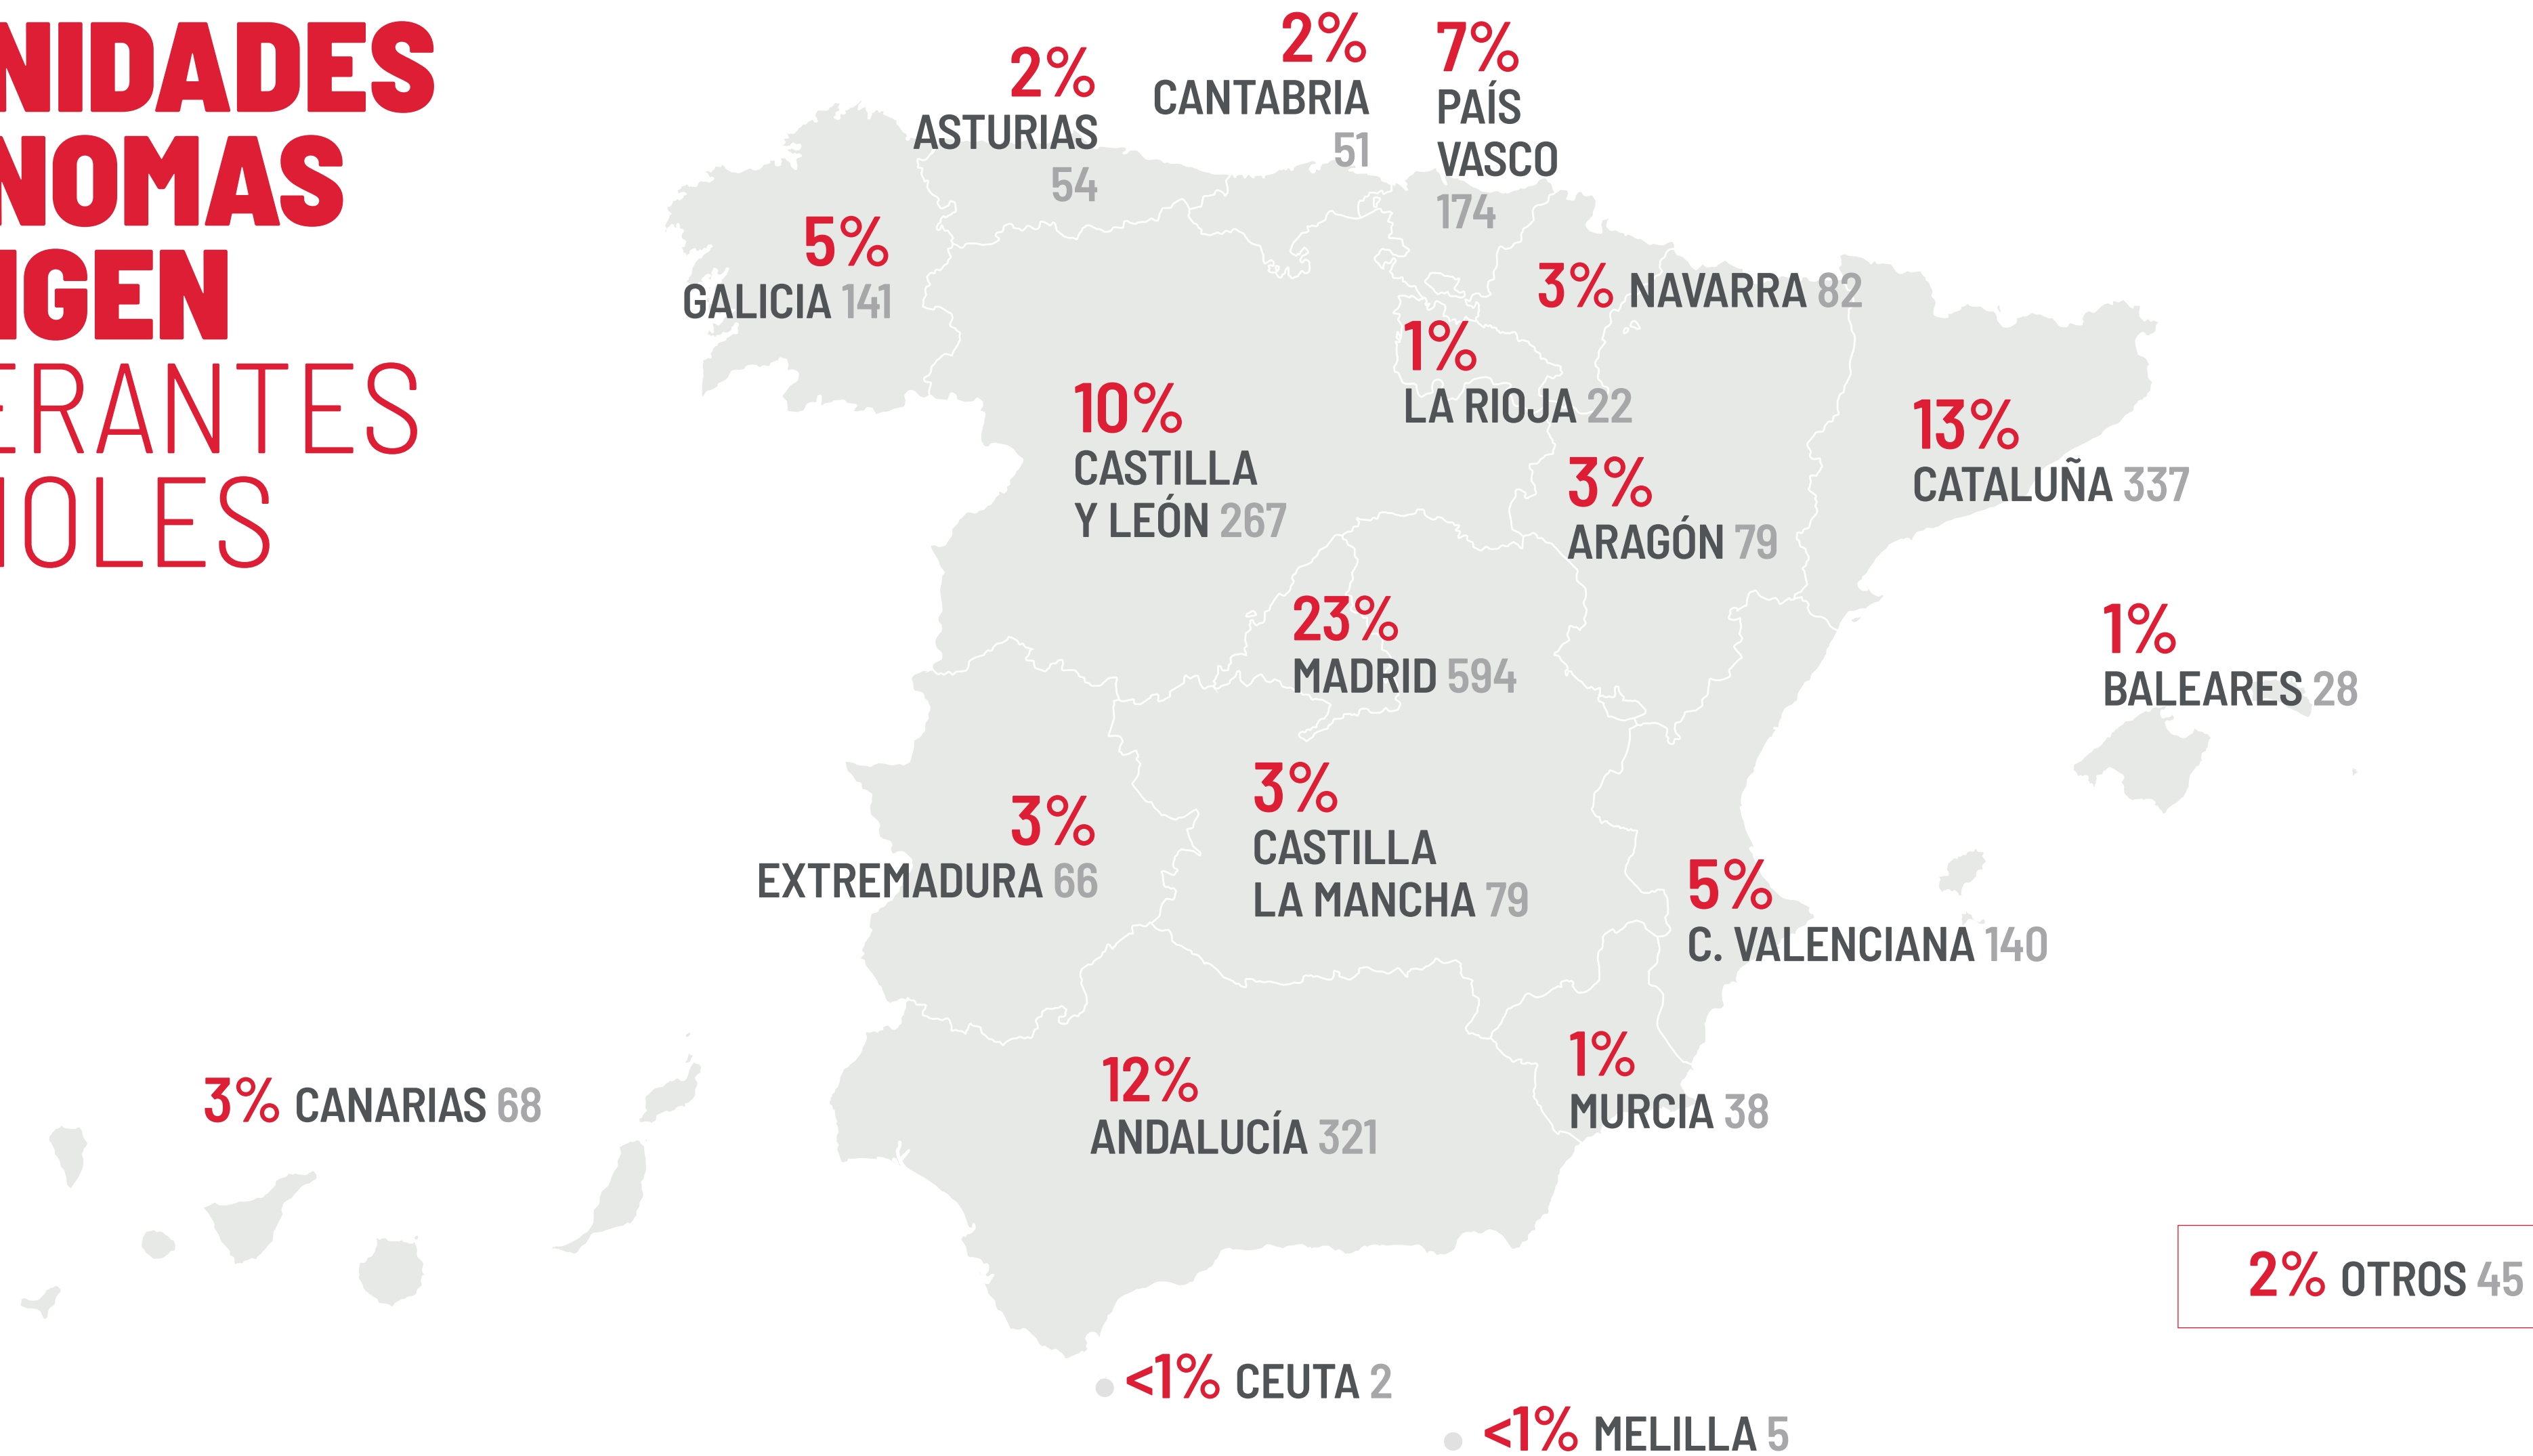 NIDADES
NOMAS
IGEN
ERANTES
OLES
2%
ASTURIAS
54
2%
CANTABRIA
51
7%
PAÍS
VASCO
174
5%
GALICIA 141
3% NAVARRA 82
1%
LA RIOJA 22
10%
CASTILLA
Y LEÓN 267
3%
ARAGÓN 79
13%
CATALUÑA 337
23%
MADRID 594
1%
BALEARES 28
3%
EXTREMADURA 66
3%
CASTILLA
LA MANCHA 79
5%
C. VALENCIANA 140
3% CANARIAS 68
12%
ANDALUCÍA 321
1%
MURCIA 38
2% OTROS 45
<1% CEUTA 2
<1% MELILLA 5